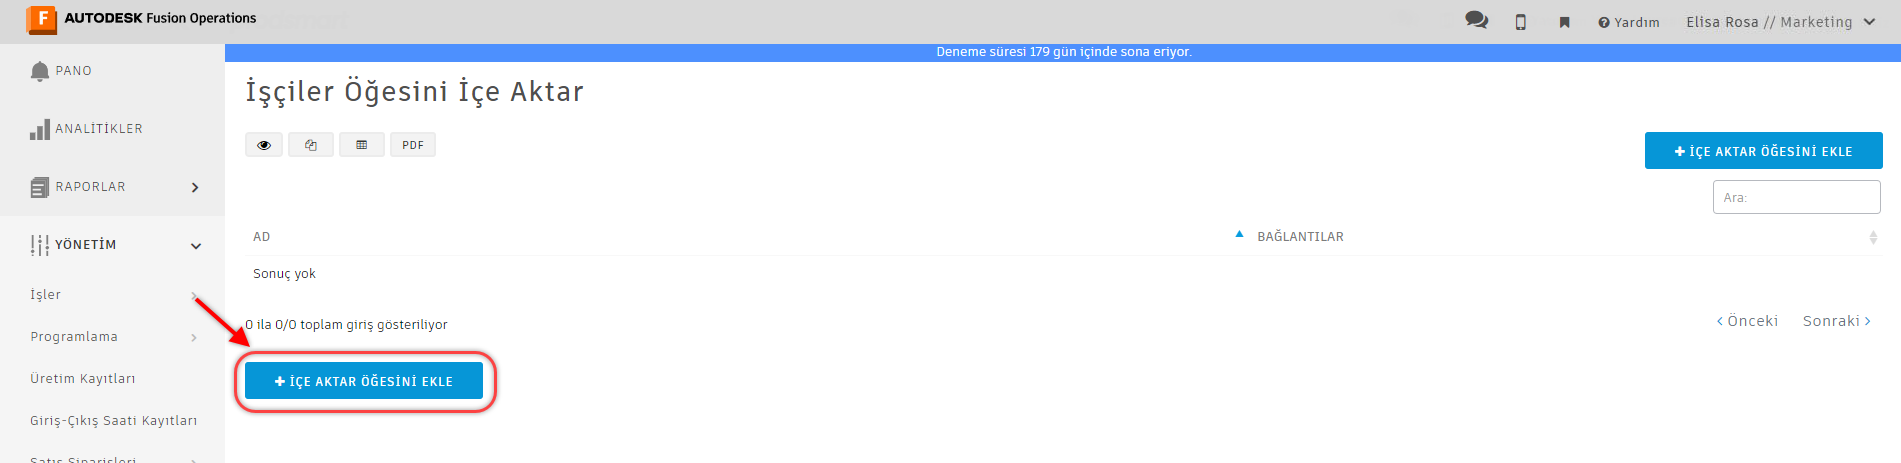 AUTODESK Fusion Operations
Yardım
Elisa Rosa // Marketing
Deneme süresi 179 gün içinde sona eriyor.
PANO
ANALİTİKLER
RAPORLAR
YÖNETİM
İşler
Programlama
Üretim Kayıtları
Giriş-Çıkış Saati Kayıtları
Satış Siparişleri
İşçiler Öğesini İçe Aktar
PDF
İÇE AKTAR ÖĞESİNİ EKLE
Ara:
AD
BAĞLANTILAR
Sonuç yok
0 ila 0/0 toplam giriş gösteriliyor
Önceki
Sonraki
İÇE AKTAR ÖĞESİNİ EKLE